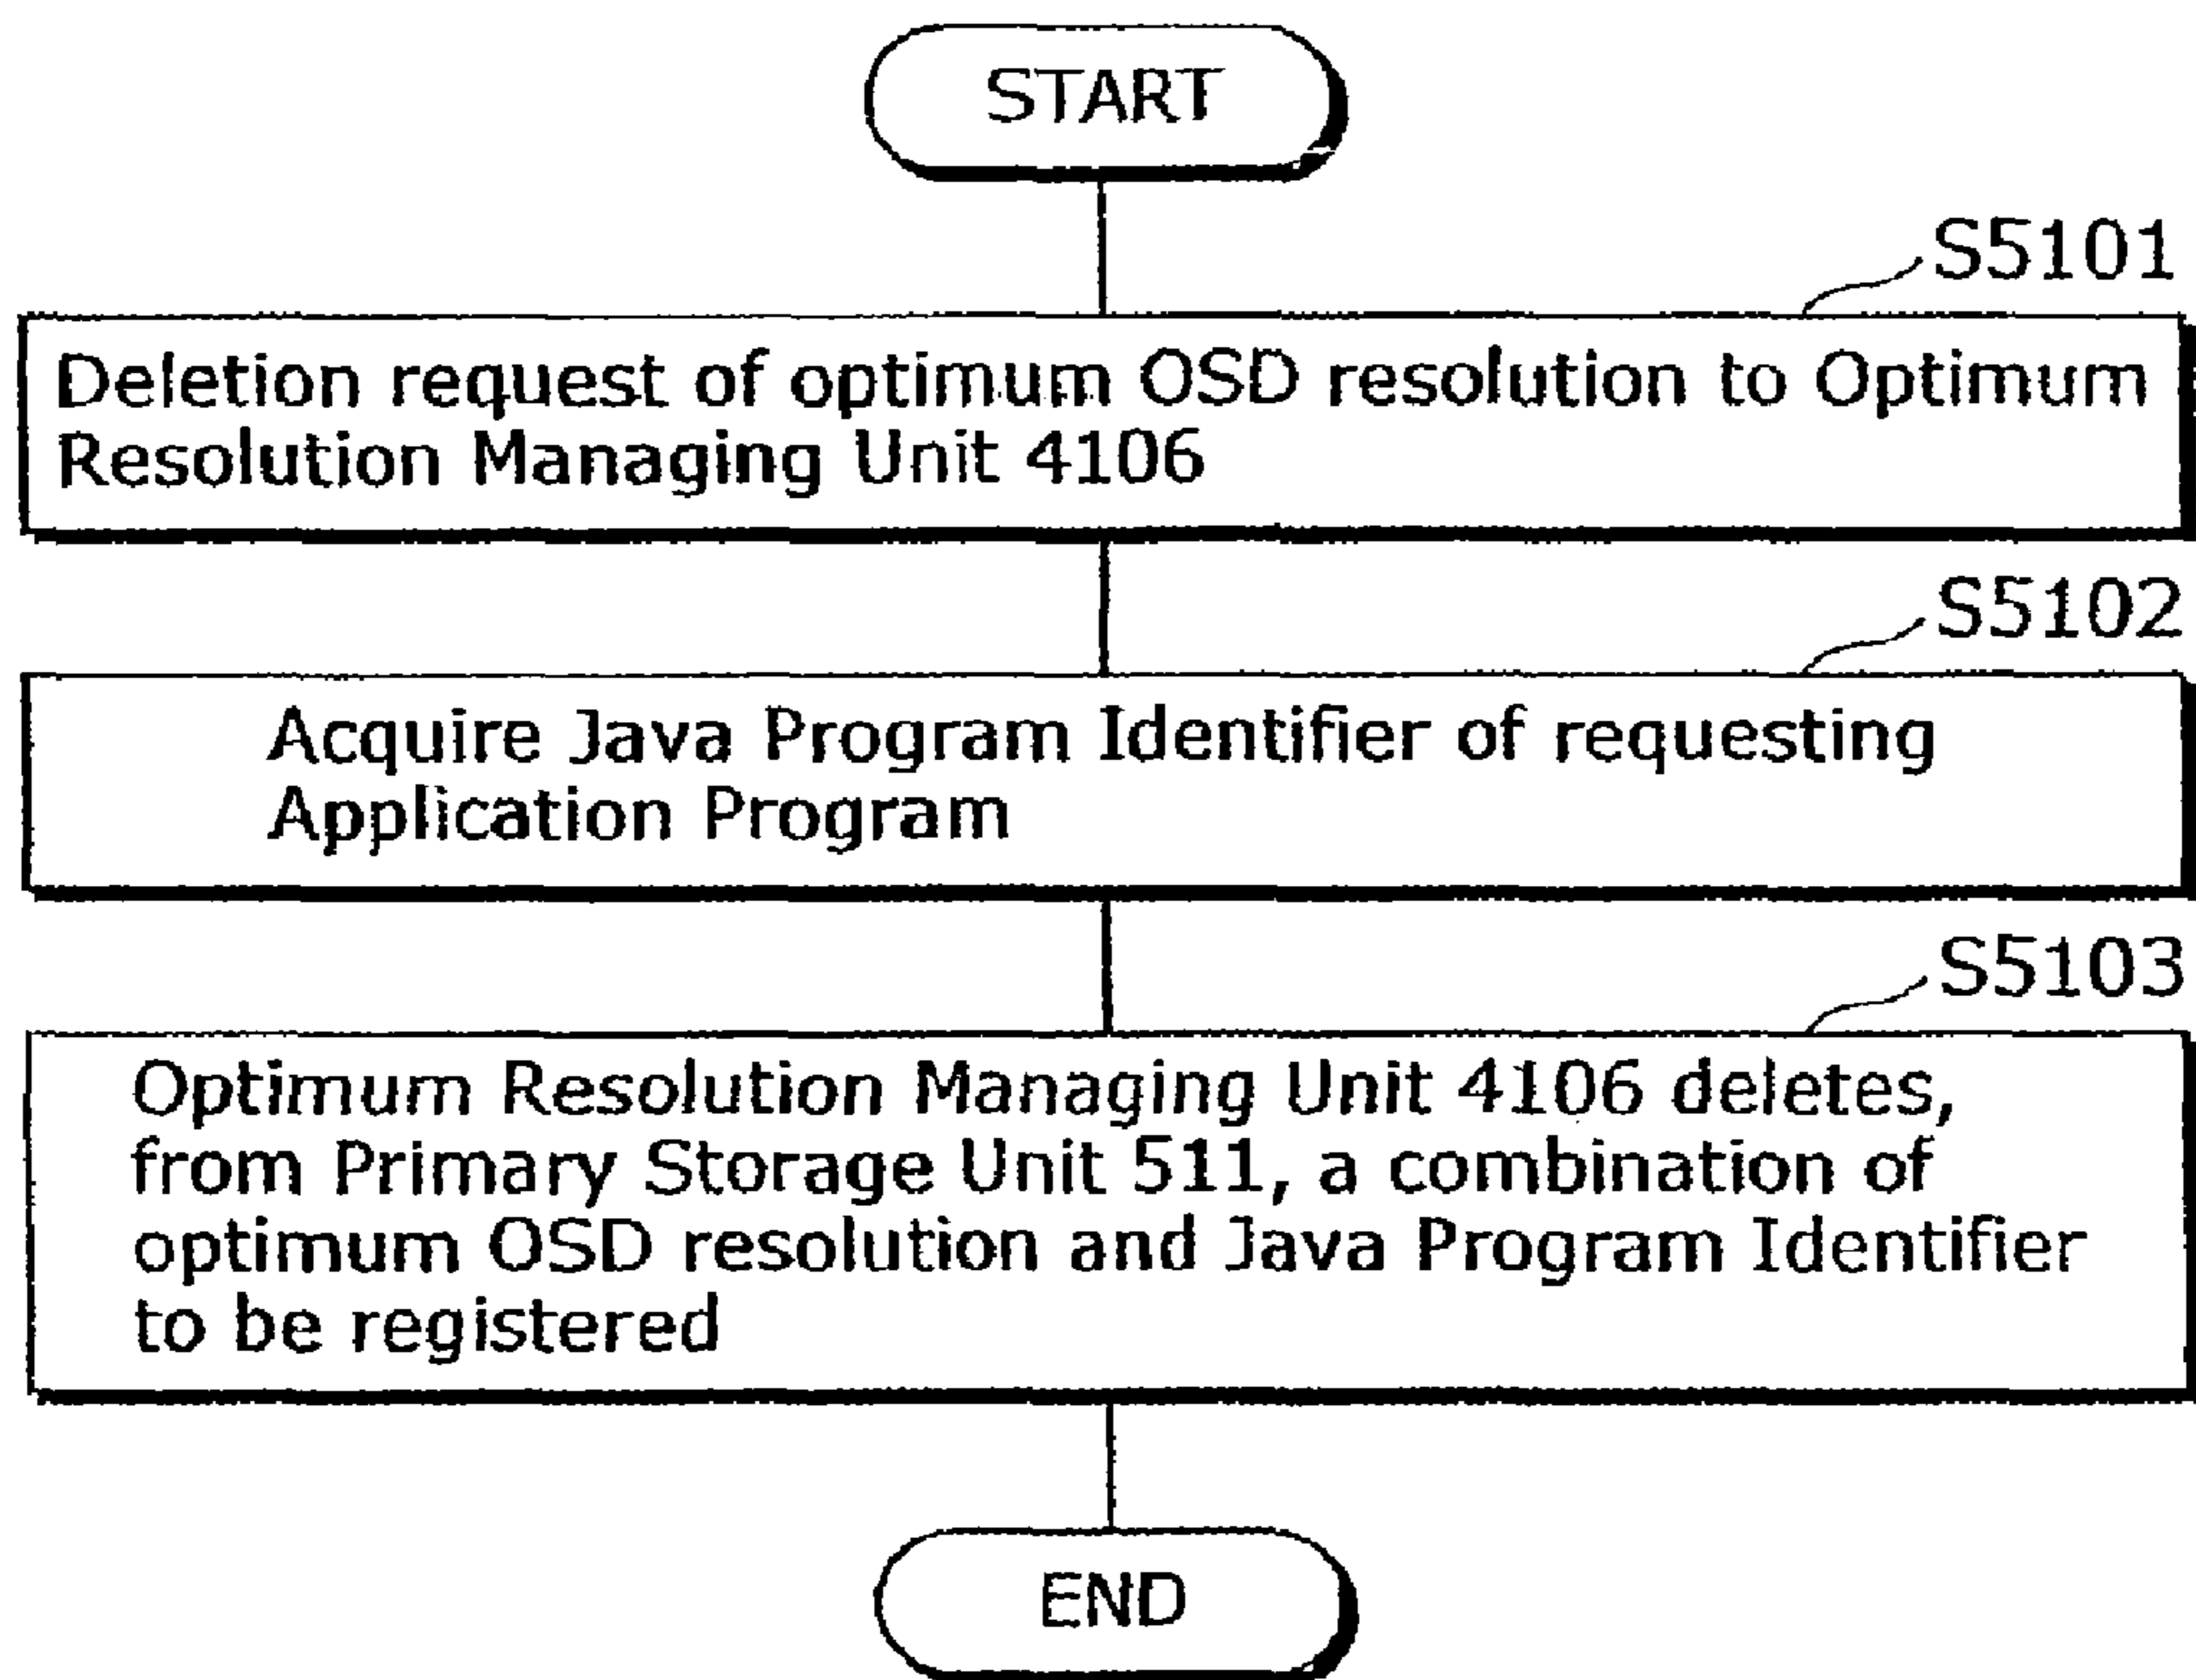 START
S5101
Deletion request of optimum OSD resolution to Optimum
Resolution Managing Unit 4106
S5102
Acquire Java Program Identifier of requesting
Application Program
S5103
Optimum Resolution Managing Unit 4106 deletes,
from Primary Storage Unit 511, a combination of
optimum OSD resolution and Java Program Identifier
to be registered
END